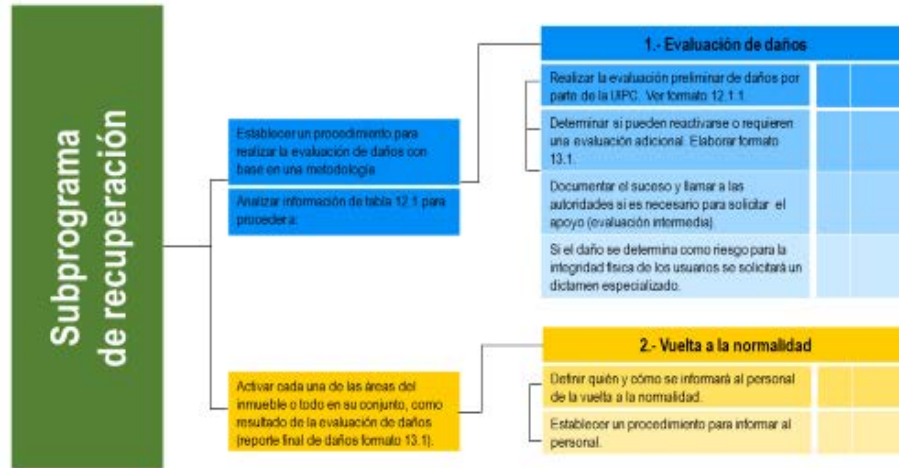 Subprograma
de recuperación
Establecer un procedimiento para
realizar la evaluación de daños con
base en una metodología
Analizar información de tabla 12.1 para
proceder a:
1.- Evaluación de daños
Realizar la evaluación preliminar de daños por
parte de la UIPC. Ver formato 12.1.1.
Determinar si pueden reactivarse o requieren
una evaluación adicional. Elaborar formato
13.1.
Documentar el suceso y llamar a las
autoridades si es necesario para solicitar el
apoyo (evaluación intermedia).
Si el daño se determina como riesgo para la
integridad física de los usuarios se solicitará un
dictamen especializado.
Activar cada una de las áreas del
inmueble o todo en su conjunto, como
resultado de la evaluación de daños
(reporte final de daños formato 13.1).
2.- Vuelta a la normalidad
Definir quién y cómo se informará al personal
de la vuelta a la normalidad.
Establecer un procedimiento para informar al
personal.